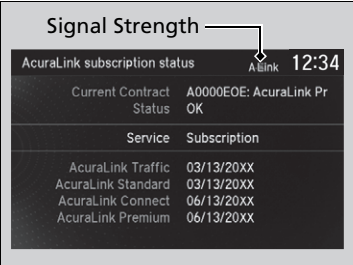 Signal Strength
AcuraLink subscription status A-Link 12:34
Current Contract A0000EOE: AcuraLink Pr
Status OK
Service Subscription
AcuraLink Traffic 03/13/20XX
AcuraLink Standard 03/13/20XX
AcuraLink Connect 06/13/20XX
AcuraLink Premium 06/13/20XX